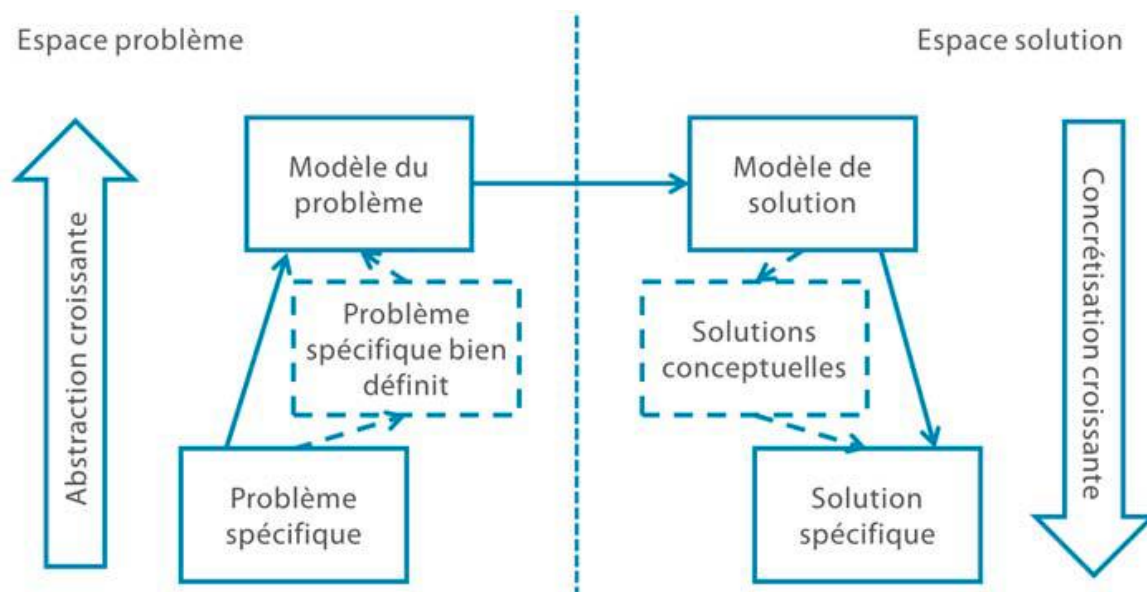 Espace problème
Espace solution
Abstraction croissante
Modèle du
problème
Modèle de
solution
Concrétisation croissante
Problème
spécifique bien
définit
Solutions
conceptuelles
Problème
spécifique
Solution
spécifique